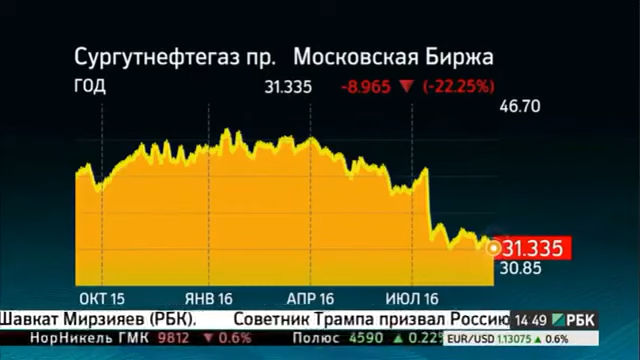 Сургутнефтегаз пр. Московская Биржа
ГОД 31.335 -8.965 ▼ (-22.25%)
46.70
31.335
30.85
ОКТ 15 ЯНВ 16 АПР 16 ИЮЛ 16
Шавкат Мирзияев (РБК). Советник Трампа призвал Россию 14 49 РБК
НорНикель ГМК 9812 ▼ 0.6% Полюс 4590 ▲ 0.22% EUR/USD 1.13075 ▲ 0.6%